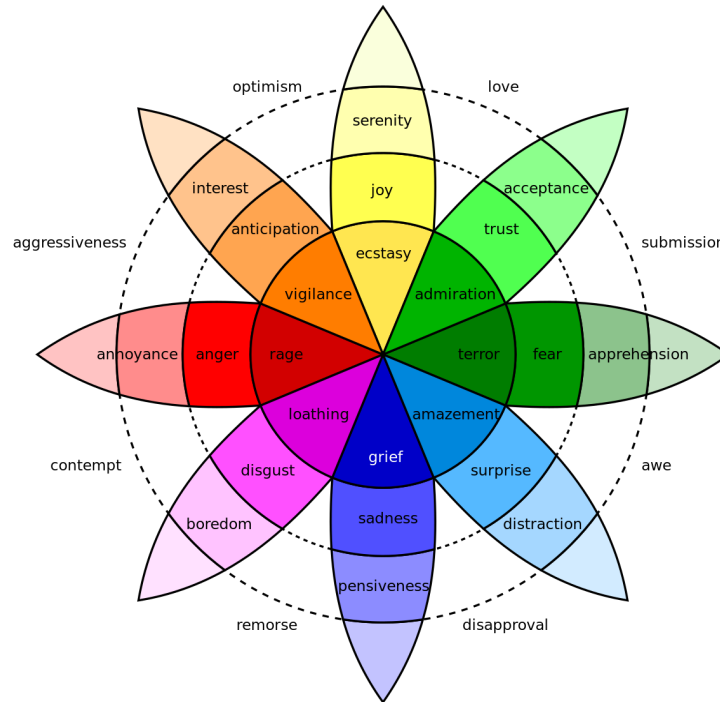 optimism
love
serenity
interest
joy
acceptance
anticipation
trust
aggressiveness
submission
ecstasy
vigilance
admiration
annoyance
anger
rage
terror
fear
apprehension
loathing
amazement
grief
contempt
disgust
surprise
awe
boredom
sadness
distraction
pensiveness
remorse
disapproval